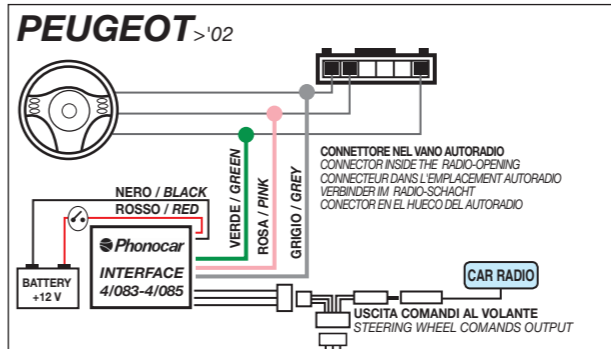 PEUGEOT >'02
CONNETTORE NEL VANO AUTORADIO
CONNECTOR INSIDE THE RADIO-OPENING
CONNECTEUR DANS L'EMPLACEMENT AUTORADIO
VERBINDER IM RADIO-SCHACHT
CONECTOR EN EL HUECO DEL AUTORADIO
NERO / BLACK
ROSSO / RED
VERDE / GREEN
ROSA / PINK
GRIGIO / GREY
Phonocar
INTERFACE
4/083-4/085
BATTERY
+12 V
CAR RADIO
USCITA COMANDI AL VOLANTE
STEERING WHEEL COMANDS OUTPUT